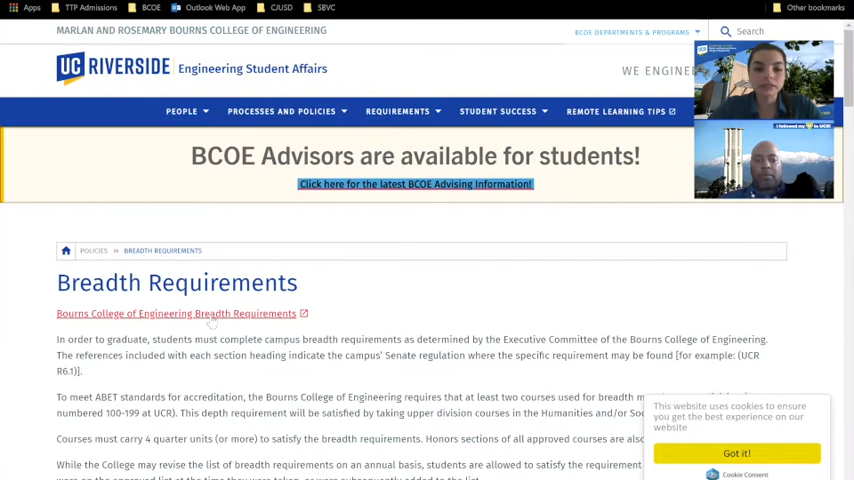 Apps TTP Admissions BCOE Outlook Web App CJUSD SBVC Other bookmarks
MARLAN AND ROSEMARY BOURNS COLLEGE OF ENGINEERING
BCOE DEPARTMENTS & PROGRAMS
Search
UC RIVERSIDE Engineering Student Affairs
WE ENGINEE
I followed my to UCR!
PEOPLE PROCESSES AND POLICIES REQUIREMENTS STUDENT SUCCESS REMOTE LEARNING TIPS
BCOE Advisors are available for students!
Click here for the latest BCOE Advising Information!
POLICIES » BREADTH REQUIREMENTS
Breadth Requirements
Bourns College of Engineering Breadth Requirements
In order to graduate, students must complete campus breadth requirements as determined by the Executive Committee of the Bourns College of Engineering.
The references included with each section heading indicate the campus' Senate regulation where the specific requirement may be found [for example: (UCR
R6.1)].
To meet ABET standards for accreditation, the Bourns College of Engineering requires that at least two courses used for breadth
numbered 100-199 at UCR). This depth requirement will be satisfied by taking upper division courses in the Humanities and/or
Courses must carry 4 quarter units (or more) to satisfy the breadth requirements. Honors sections of all approved courses are
While the College may revise the list of breadth requirements on an annual basis, students are allowed to satisfy the requirement
This website uses cookies to ensure
you get the best experience on our
website
Got it!
Cookie Consent